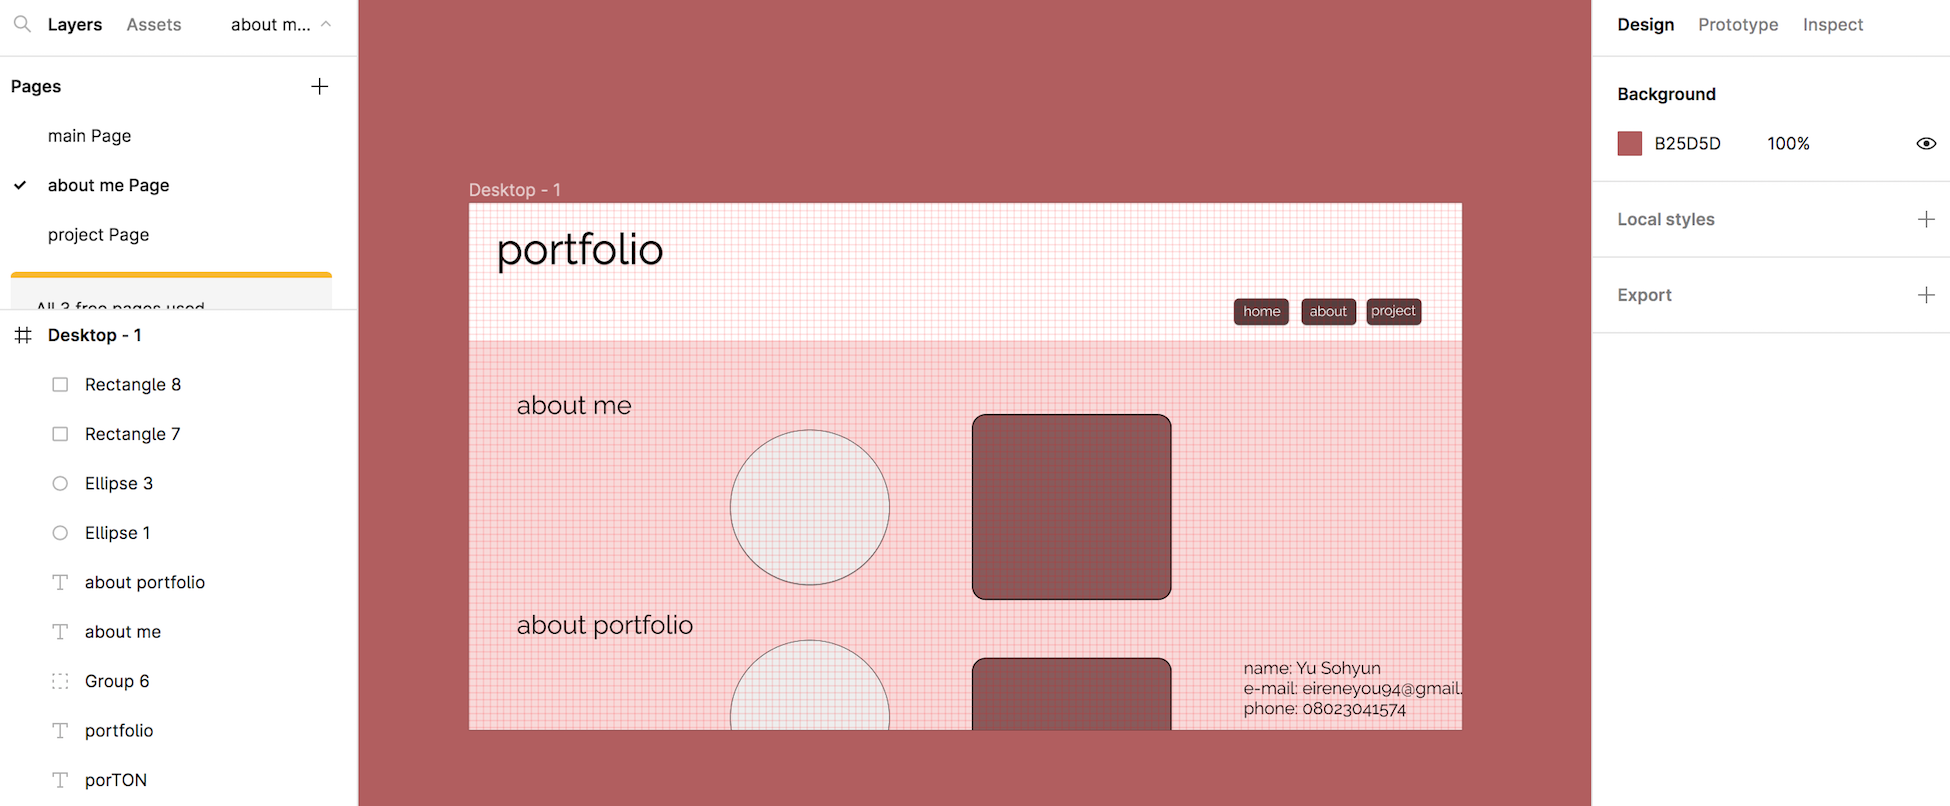 Layers
Assets
about m...
Pages
main Page
about me Page
project Page
All 3 free pages used
Desktop - 1
Rectangle 8
Rectangle 7
Ellipse 3
Ellipse 1
about portfolio
about me
Group 6
portfolio
porTON
Desktop - 1
portfolio
home
about
project
about me
about portfolio
name: Yu Sohyun
e-mail: eireneyou94@gmail.
phone: 08023041574
Design
Prototype
Inspect
Background
B25D5D
100%
Local styles
Export